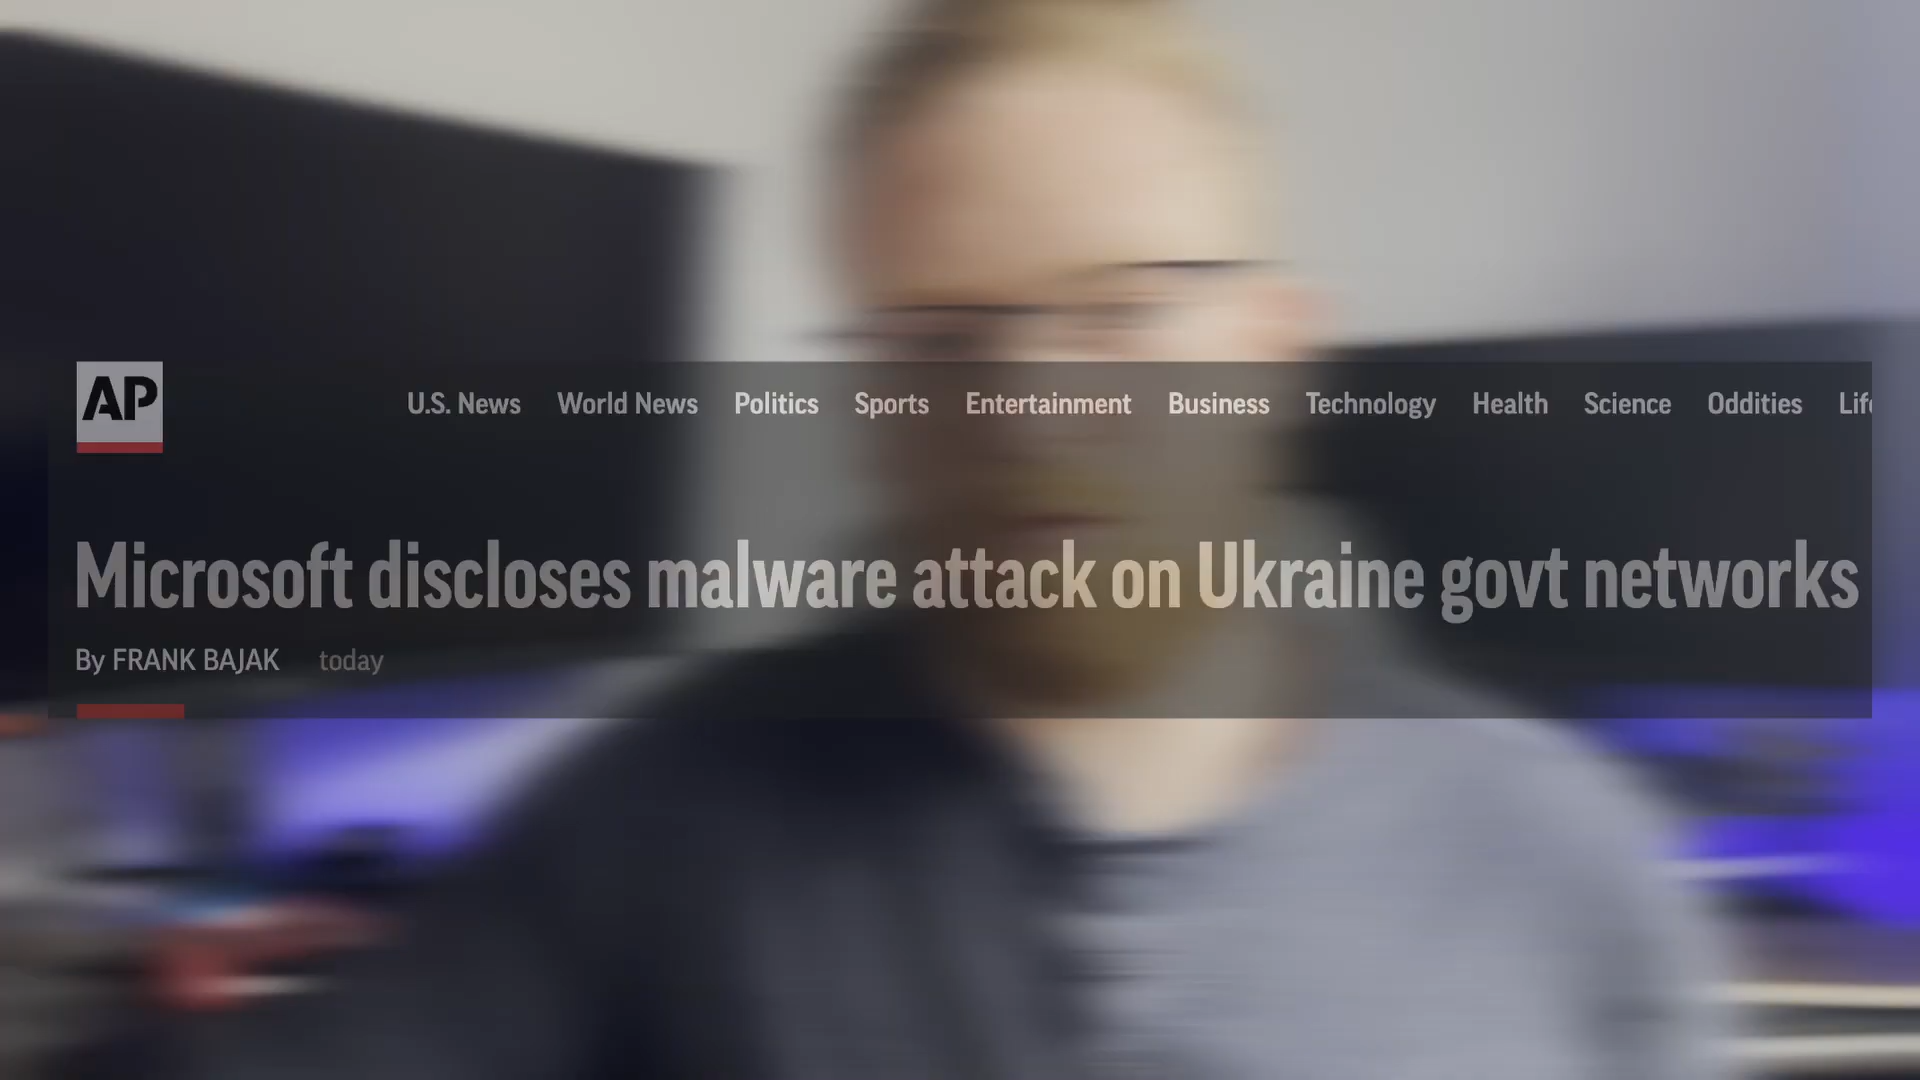 AP U.S. News World News Politics Sports Entertainment Business Technology Health Science Oddities Life
Microsoft discloses malware attack on Ukraine govt networks
By FRANK BAJAK today